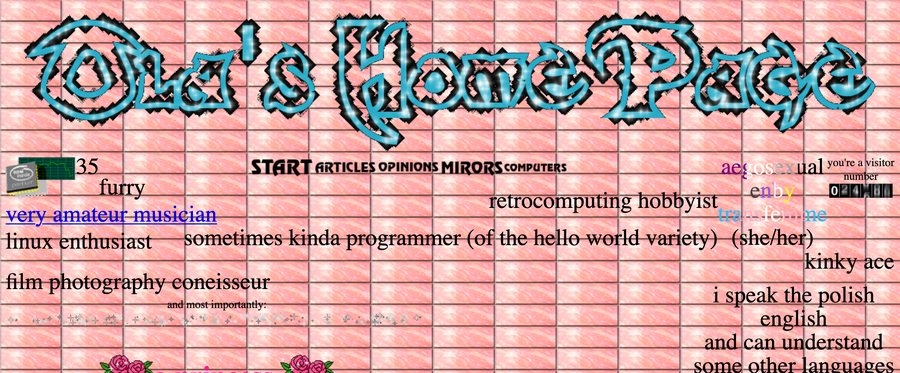 Ola's Home Page
35
START ARTICLES OPINIONS MIRORS COMPUTERS
aegosexual
you're a visitor
number
furry
enby
retrocomputing hobbyist
very amateur musician
transfemme
linux enthusiast
sometimes kinda programmer (of the hello world variety)
(she/her)
kinky ace
film photography coneisseur
i speak the polish
and most importantly:
english
and can understand
some other languages
a princess